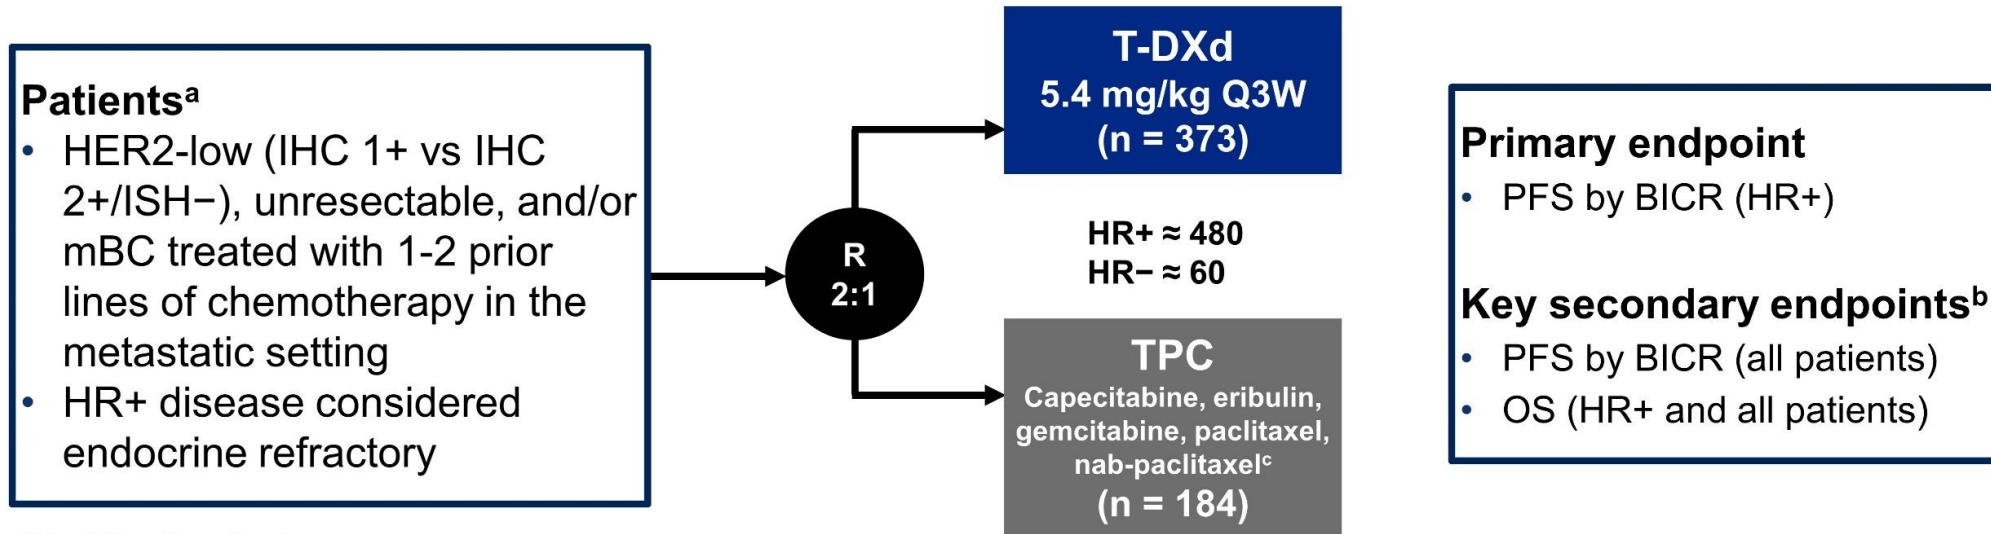 Patientsᵃ
• HER2-low (IHC 1+ vs IHC
2+/ISH−), unresectable, and/or
mBC treated with 1-2 prior
lines of chemotherapy in the
metastatic setting
• HR+ disease considered
endocrine refractory
R
2:1
T-DXd
5.4 mg/kg Q3W
(n = 373)
HR+ ≈ 480
HR− ≈ 60
TPC
Capecitabine, eribulin,
gemcitabine, paclitaxel,
nab-paclitaxelᶜ
(n = 184)
Primary endpoint
• PFS by BICR (HR+)
Key secondary endpointsᵇ
• PFS by BICR (all patients)
• OS (HR+ and all patients)